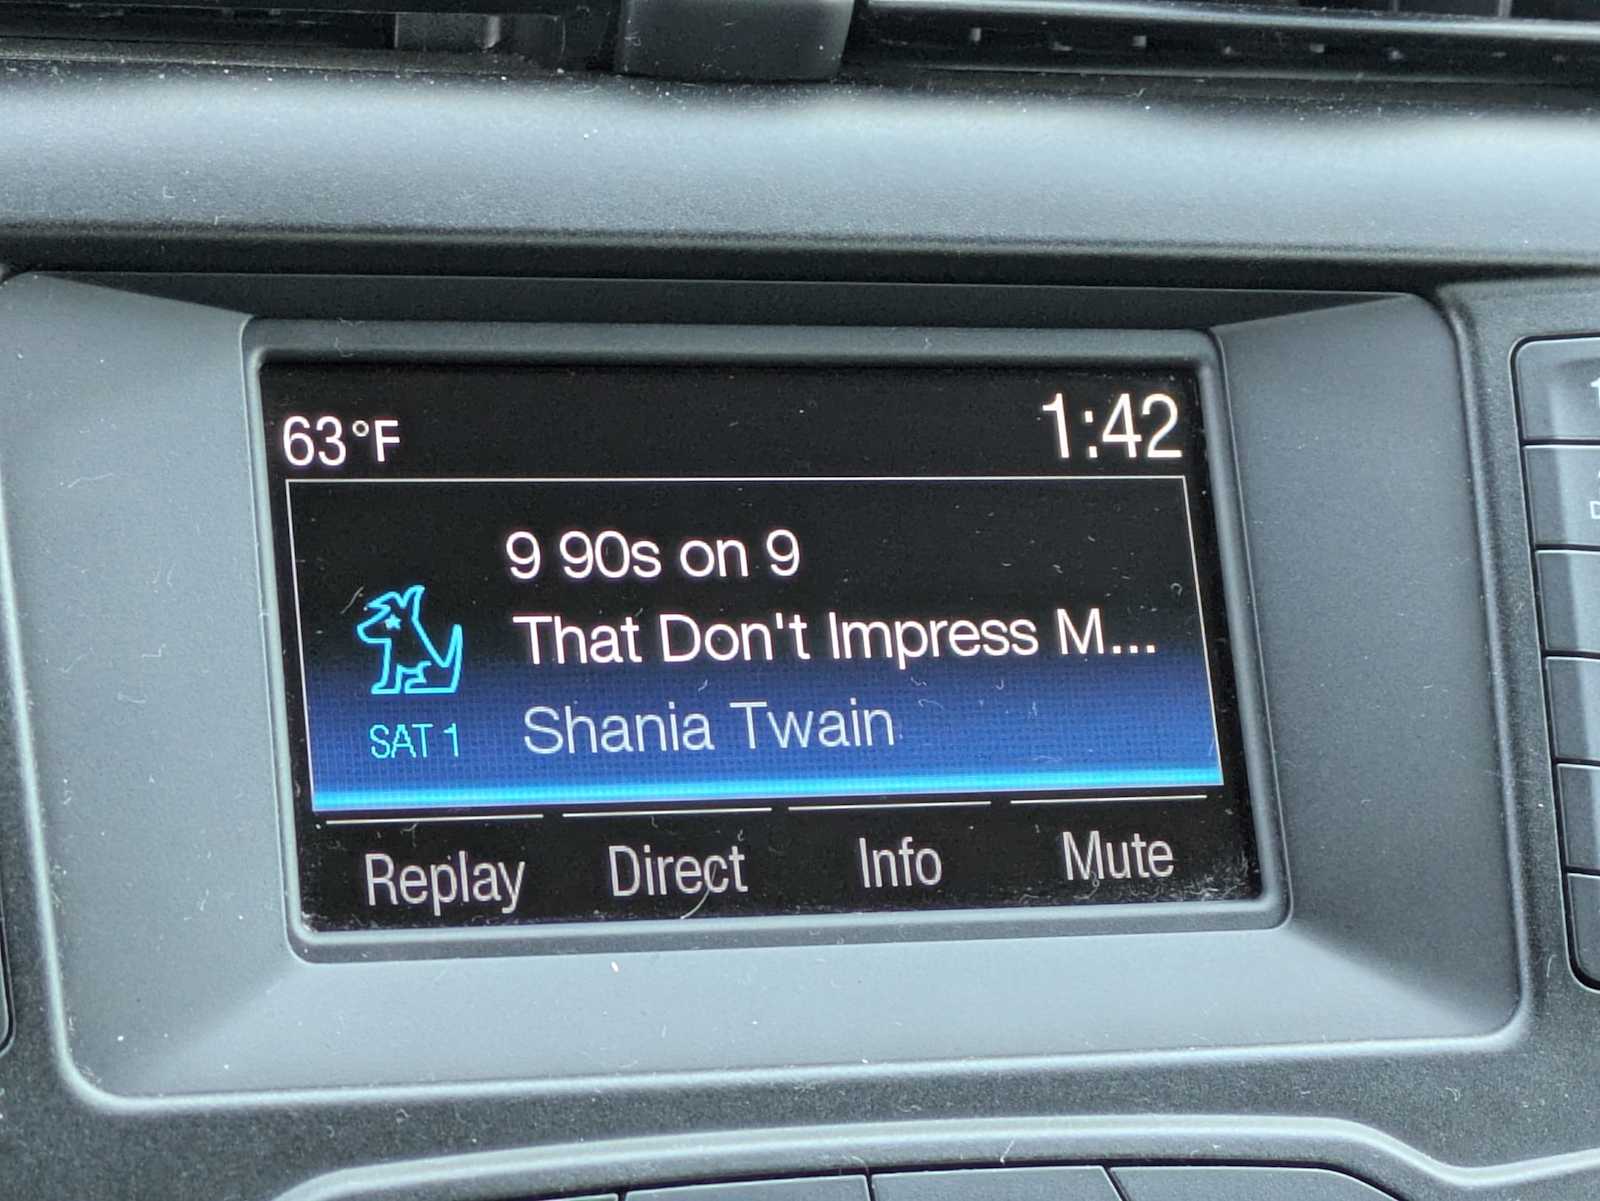 63°F
1:42
9 90s on 9
That Don't Impress M...
SAT 1
Shania Twain
Replay
Direct
Info
Mute